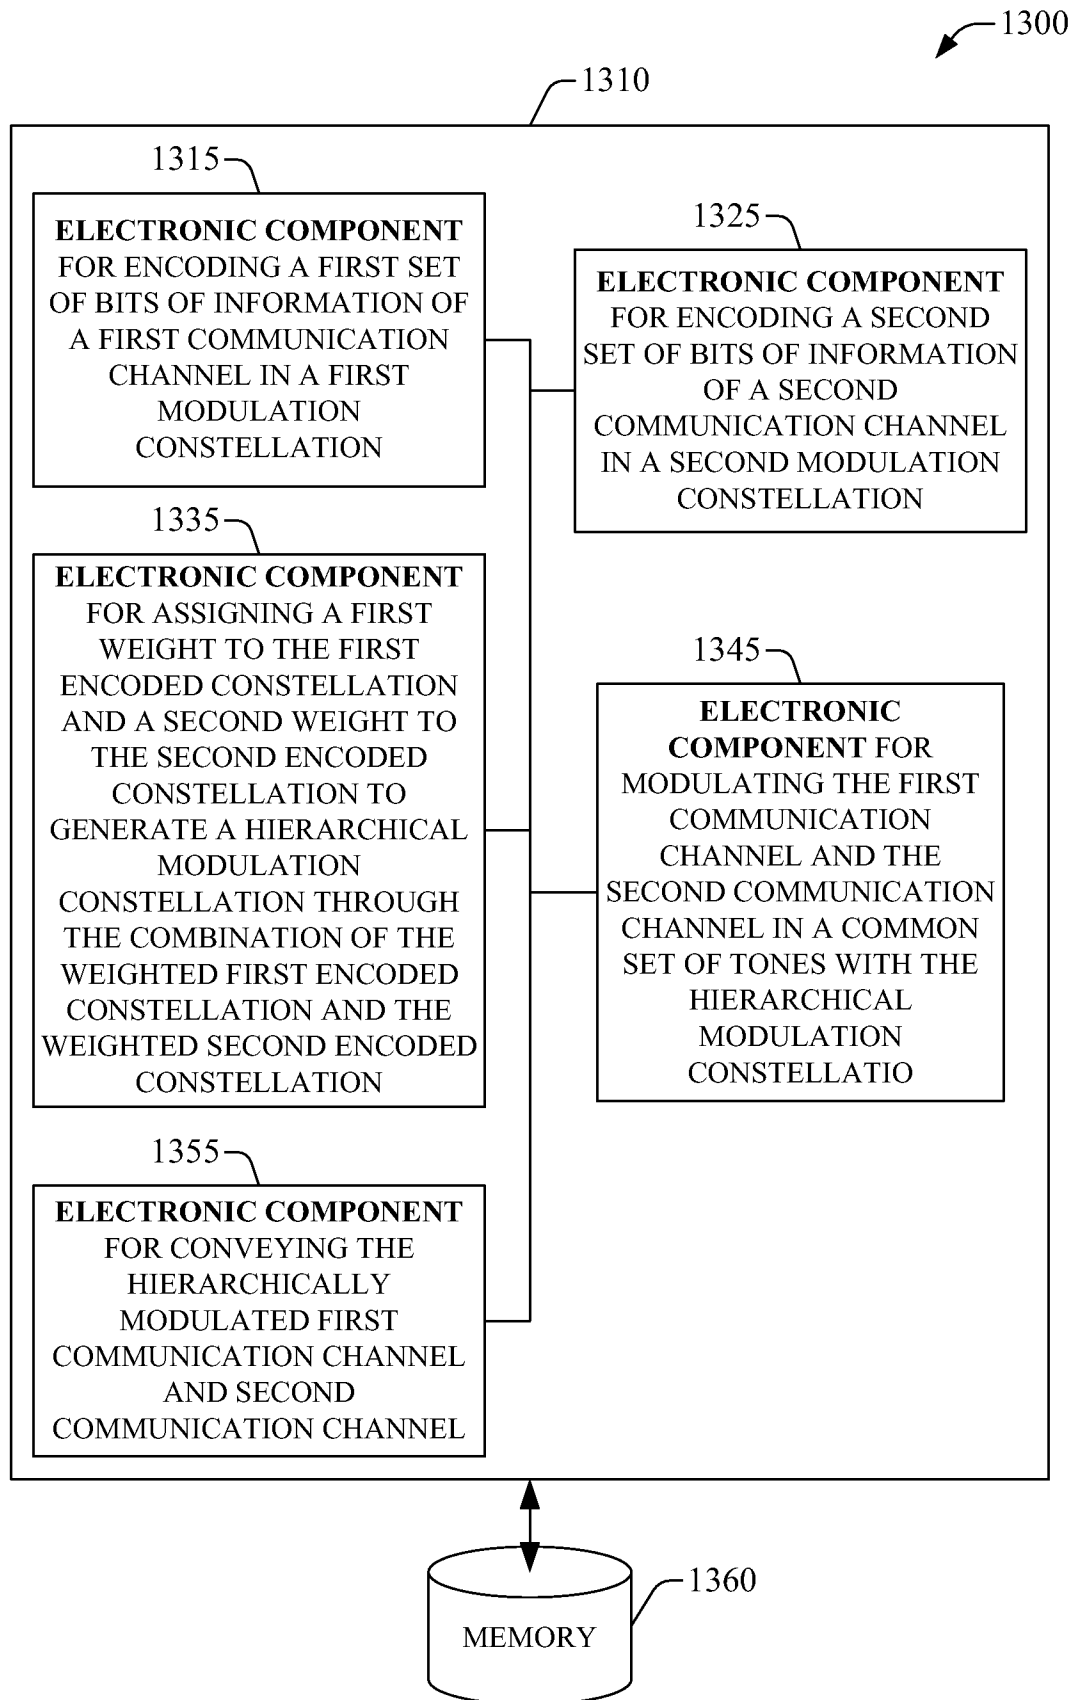 1300
1310
1315
ELECTRONIC COMPONENT
FOR ENCODING A FIRST SET
OF BITS OF INFORMATION OF
A FIRST COMMUNICATION
CHANNEL IN A FIRST
MODULATION
CONSTELLATION
1325
ELECTRONIC COMPONENT
FOR ENCODING A SECOND
SET OF BITS OF INFORMATION
OF A SECOND
COMMUNICATION CHANNEL
IN A SECOND MODULATION
CONSTELLATION
1335
ELECTRONIC COMPONENT
FOR ASSIGNING A FIRST
WEIGHT TO THE FIRST
ENCODED CONSTELLATION
AND A SECOND WEIGHT TO
THE SECOND ENCODED
CONSTELLATION TO
GENERATE A HIERARCHICAL
MODULATION
CONSTELLATION THROUGH
THE COMBINATION OF THE
WEIGHTED FIRST ENCODED
CONSTELLATION AND THE
WEIGHTED SECOND ENCODED
CONSTELLATION
1345
ELECTRONIC
COMPONENT FOR
MODULATING THE FIRST
COMMUNICATION
CHANNEL AND THE
SECOND COMMUNICATION
CHANNEL IN A COMMON
SET OF TONES WITH THE
HIERARCHICAL
MODULATION
CONSTELLATIO
1355
ELECTRONIC COMPONENT
FOR CONVEYING THE
HIERARCHICALLY
MODULATED FIRST
COMMUNICATION CHANNEL
AND SECOND
COMMUNICATION CHANNEL
1360
MEMORY